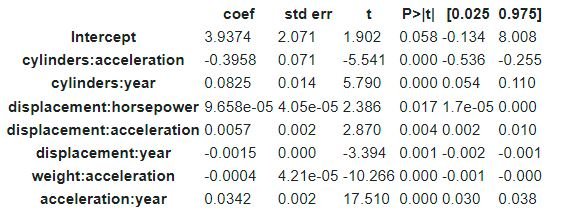 coef std err t P>|t| [0.025 0.975]
Intercept 3.9374 2.071 1.902 0.058 -0.134 8.008
cylinders:acceleration -0.3958 0.071 -5.541 0.000 -0.536 -0.255
cylinders:year 0.0825 0.014 5.790 0.000 0.054 0.110
displacement:horsepower 9.658e-05 4.05e-05 2.386 0.017 1.7e-05 0.000
displacement:acceleration 0.0057 0.002 2.870 0.004 0.002 0.010
displacement:year -0.0015 0.000 -3.394 0.001 -0.002 -0.001
weight:acceleration -0.0004 4.21e-05 -10.266 0.000 -0.001 -0.000
acceleration:year 0.0342 0.002 17.510 0.000 0.030 0.038